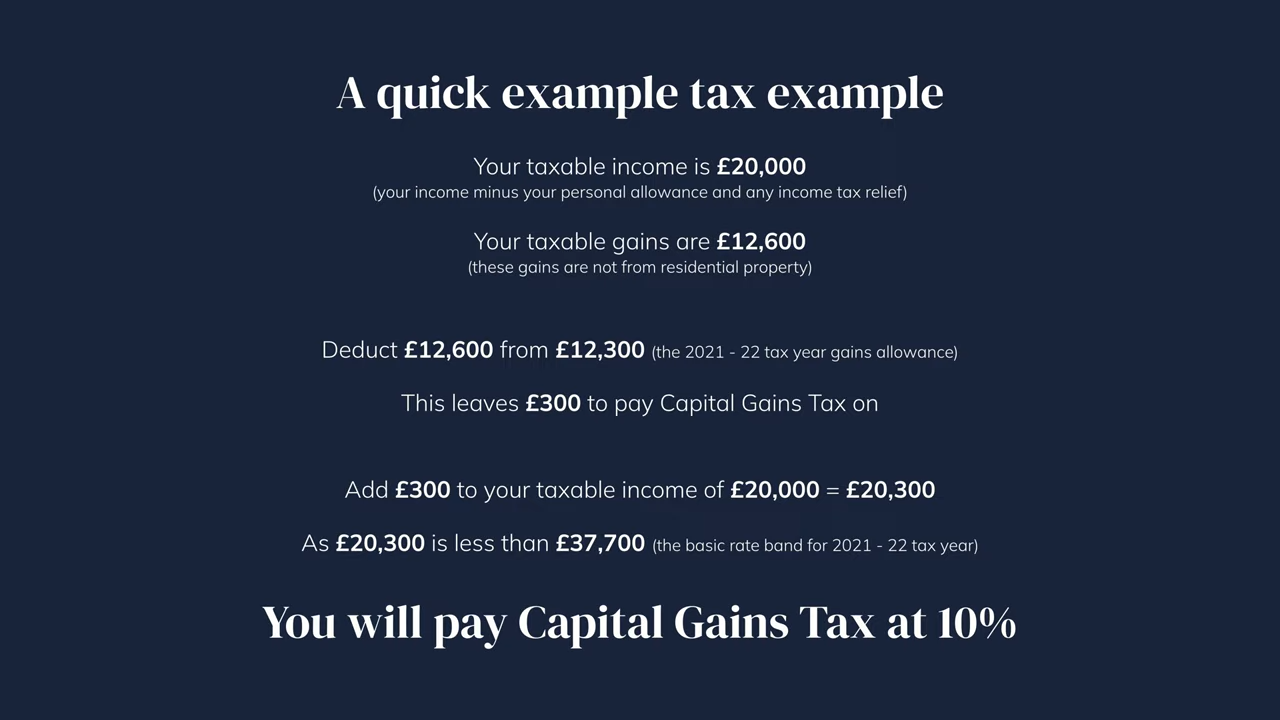 A quick example tax example
Your taxable income is £20,000
(your income minus your personal allowance and any income tax relief)
Your taxable gains are £12,600
(these gains are not from residential property)
Deduct £12,600 from £12,300 (the 2021 - 22 tax year gains allowance)
This leaves £300 to pay Capital Gains Tax on
Add £300 to your taxable income of £20,000 = £20,300
As £20,300 is less than £37,700 (the basic rate band for 2021 - 22 tax year)
You will pay Capital Gains Tax at 10%